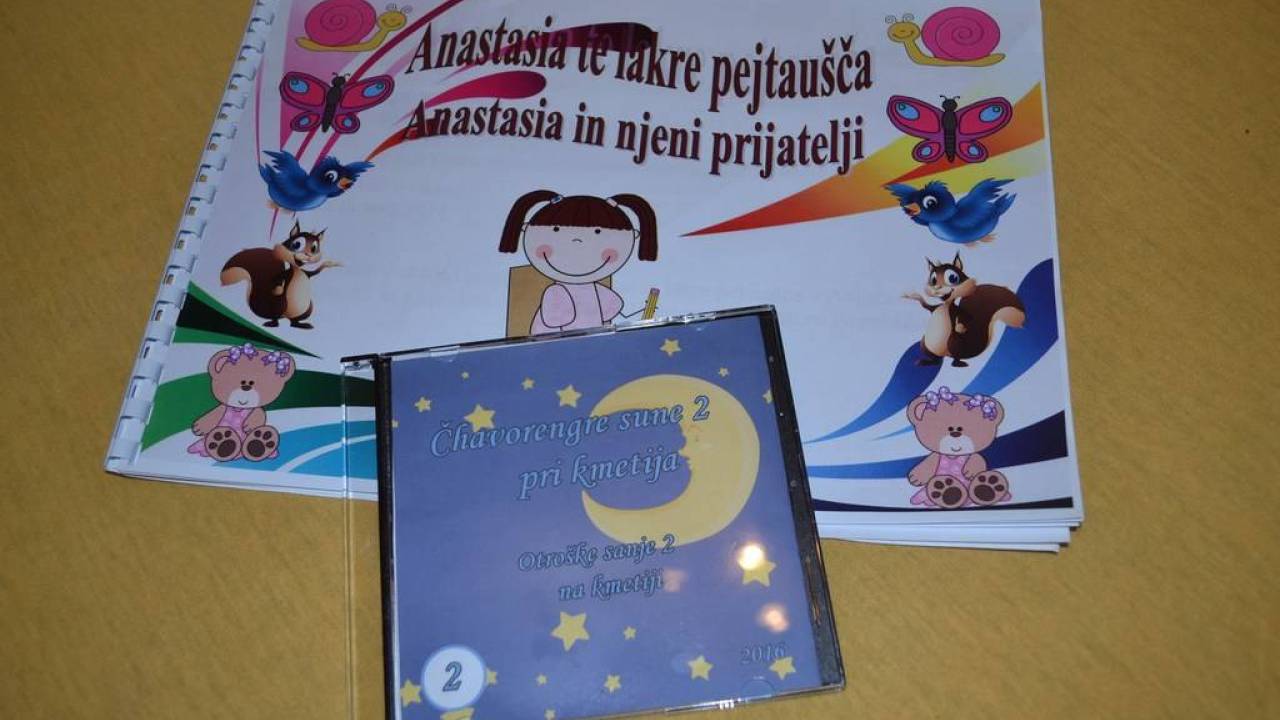 Anastasia te lakre pejtaušča
Anastasia in njeni prijatelji
Čhavorengre sune 2
pri kmetija
Otroške sanje 2
na kmetiji
2016
2